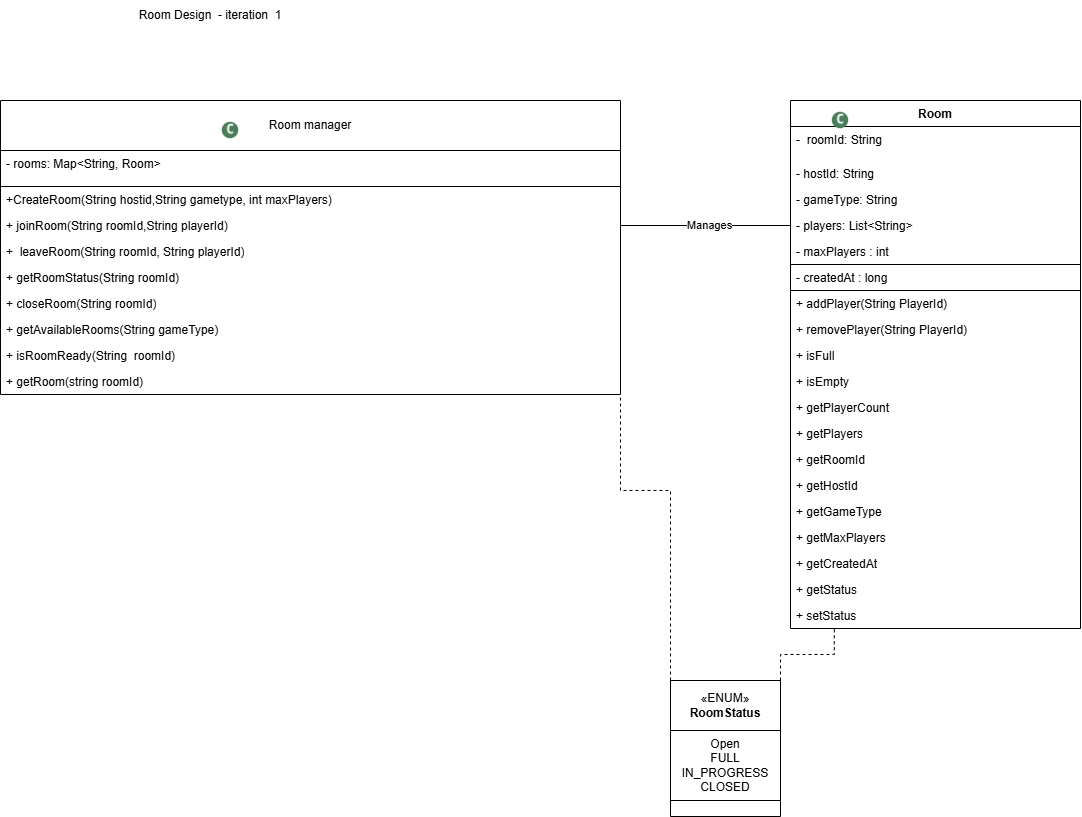 Room Design - iteration 1
C
Room manager
- rooms: Map<String, Room>
+CreateRoom(String hostid,String gametype, int maxPlayers)
+ joinRoom(String roomId,String playerId)
+ leaveRoom(String roomId, String playerId)
+ getRoomStatus(String roomId)
+ closeRoom(String roomId)
+ getAvailableRooms(String gameType)
+ isRoomReady(String roomId)
+ getRoom(string roomId)
Manages
C
Room
- roomId: String
- hostId: String
- gameType: String
- players: List<String>
- maxPlayers : int
- createdAt : long
+ addPlayer(String PlayerId)
+ removePlayer(String PlayerId)
+ isFull
+ isEmpty
+ getPlayerCount
+ getPlayers
+ getRoomId
+ getHostId
+ getGameType
+ getMaxPlayers
+ getCreatedAt
+ getStatus
+ setStatus
«ENUM»
RoomStatus
Open
FULL
IN_PROGRESS
CLOSED